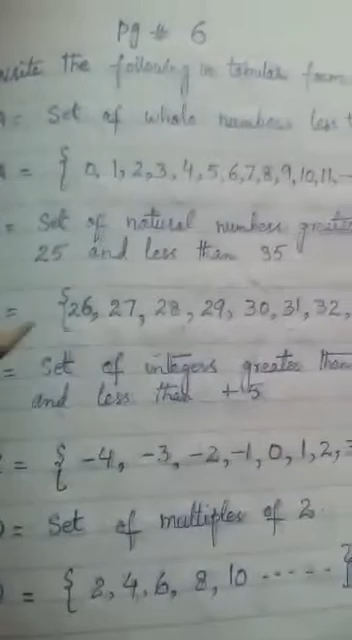 Pg # 6
write the following in tabular form
A = Set of whole numbers less t
A = { 0, 1, 2, 3, 4, 5, 6, 7, 8, 9, 10, 11, --
= Set of natural numbers greate
25 and less than 35
= {26, 27, 28, 29, 30, 31, 32,
= Set of integers greater than
and less than +5
= { -4, -3, -2, -1, 0, 1, 2, 3
D = Set of multiples of 2.
D = { 2, 4, 6, 8, 10 ----- }